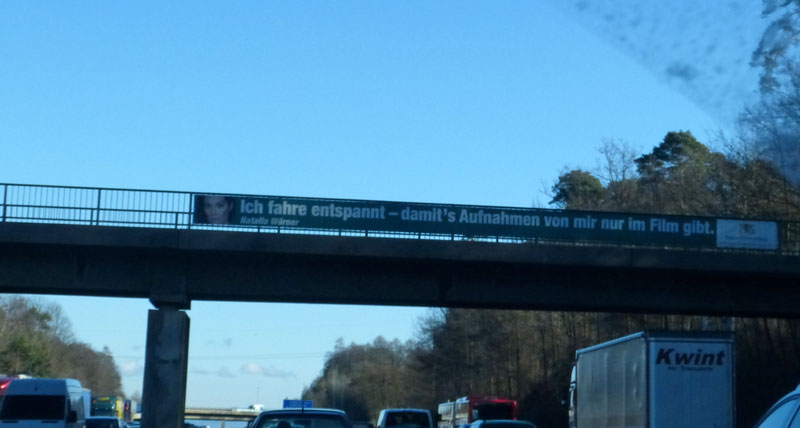 Ich fahre entspannt – damit's Aufnahmen von mir nur im Film gibt.
Natalia Wörner
Kwint